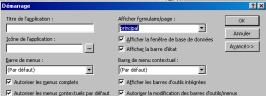 Démarrage
Titre de l'application :
Afficher formulaire/page :
principal
OK
Annuler
Avancé>>
Afficher la fenêtre de base de données
Icône de l'application :
Afficher la barre d'état
Barre de menus :
Barre de menu contextuel :
(Par défaut)
(Par défaut)
Autoriser les menus complets
Afficher les barres d'outils intégrées
Autoriser les menus contextuels par défaut
Autoriser la modification des barres d'outils/menus